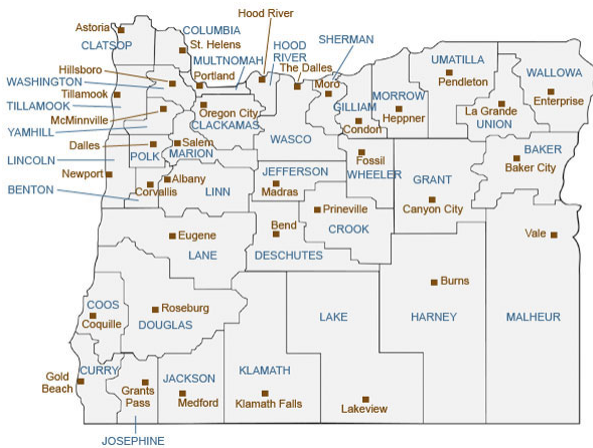 Hood River
Astoria
COLUMBIA
CLATSOP
St. Helens
HOOD
RIVER
SHERMAN
MULTNOMAH
The Dalles
UMATILLA
Hillsboro
Portland
Moro
Pendleton
WALLOWA
WASHINGTON
Tillamook
GILLIAM
MORROW
Enterprise
TILLAMOOK
Oregon City
Heppner
La Grande
McMinnville
CLACKAMAS
Condon
UNION
YAMHILL
WASCO
Dalles
Salem
BAKER
POLK
MARION
Fossil
Baker City
LINCOLN
JEFFERSON
WHEELER
Newport
Albany
Madras
GRANT
BENTON
Corvallis
LINN
Prineville
Canyon City
Bend
CROOK
Eugene
Vale
LANE
DESCHUTES
Burns
COOS
Roseburg
Coquille
DOUGLAS
LAKE
HARNEY
MALHEUR
CURRY
KLAMATH
Gold
Beach
Grants
Pass
JACKSON
Medford
Klamath Falls
Lakeview
JOSEPHINE